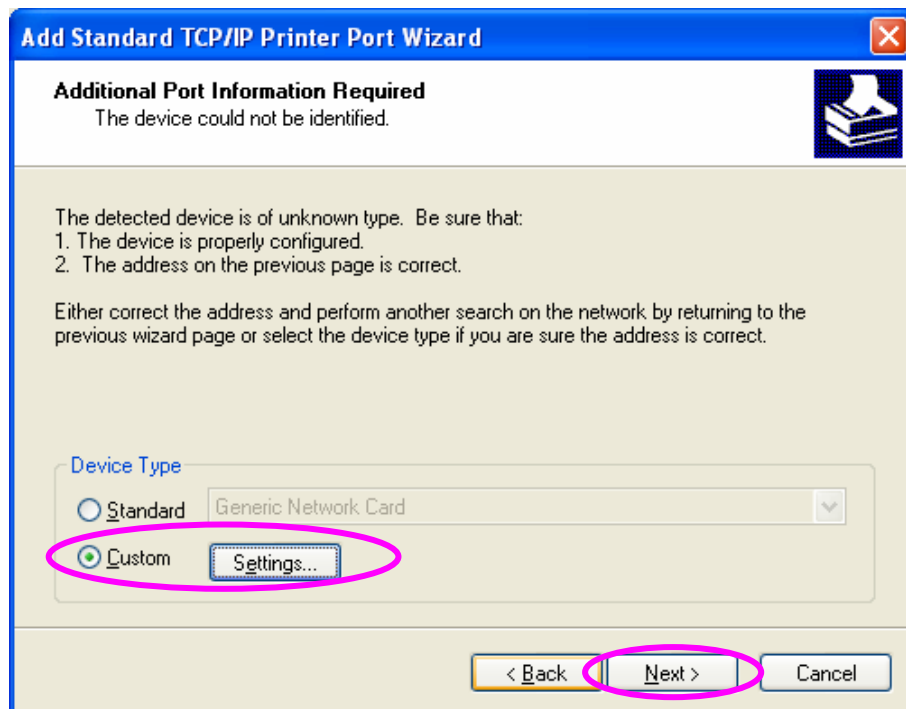 Add Standard TCP/IP Printer Port Wizard
Additional Port Information Required
The device could not be identified.
The detected device is of unknown type.  Be sure that:
1. The device is properly configured.
2.  The address on the previous page is correct.
Either correct the address and perform another search on the network by returning to the
previous wizard page or select the device type if you are sure the address is correct.
Device Type
Standard Generic Network Card
Custom Settings...
< Back Next > Cancel